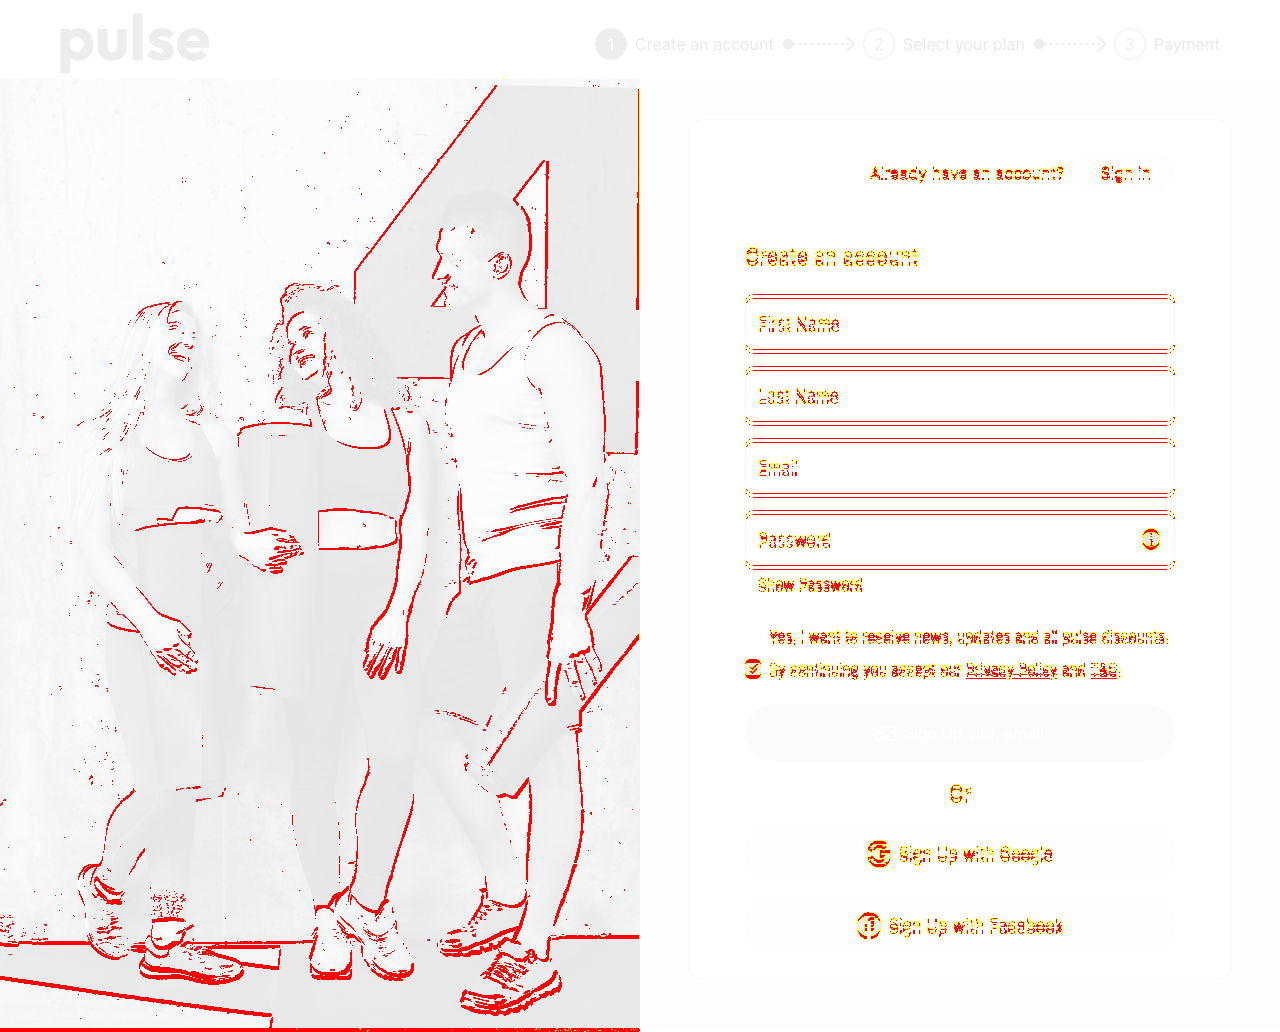 pulse
1 Create an account 2 Select your plan 3 Payment
Already have an account? Sign in
Create an account
First Name
Last Name
Email
Password
Show Password
Yes, I want to receive news, updates and all pulse discounts.
By continuing you accept our Privacy Policy and T&C.
Sign Up with email
Or
Sign Up with Google
Sign Up with Facebook